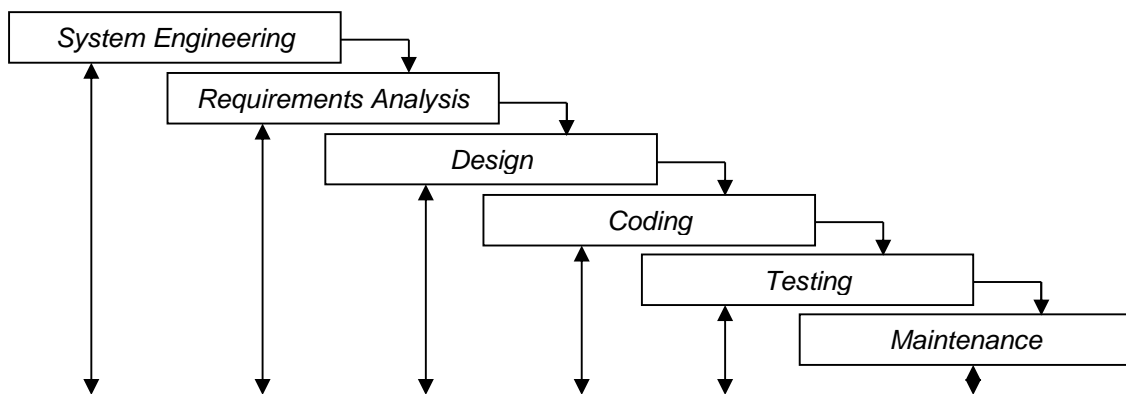 System Engineering
Requirements Analysis
Design
Coding
Testing
Maintenance